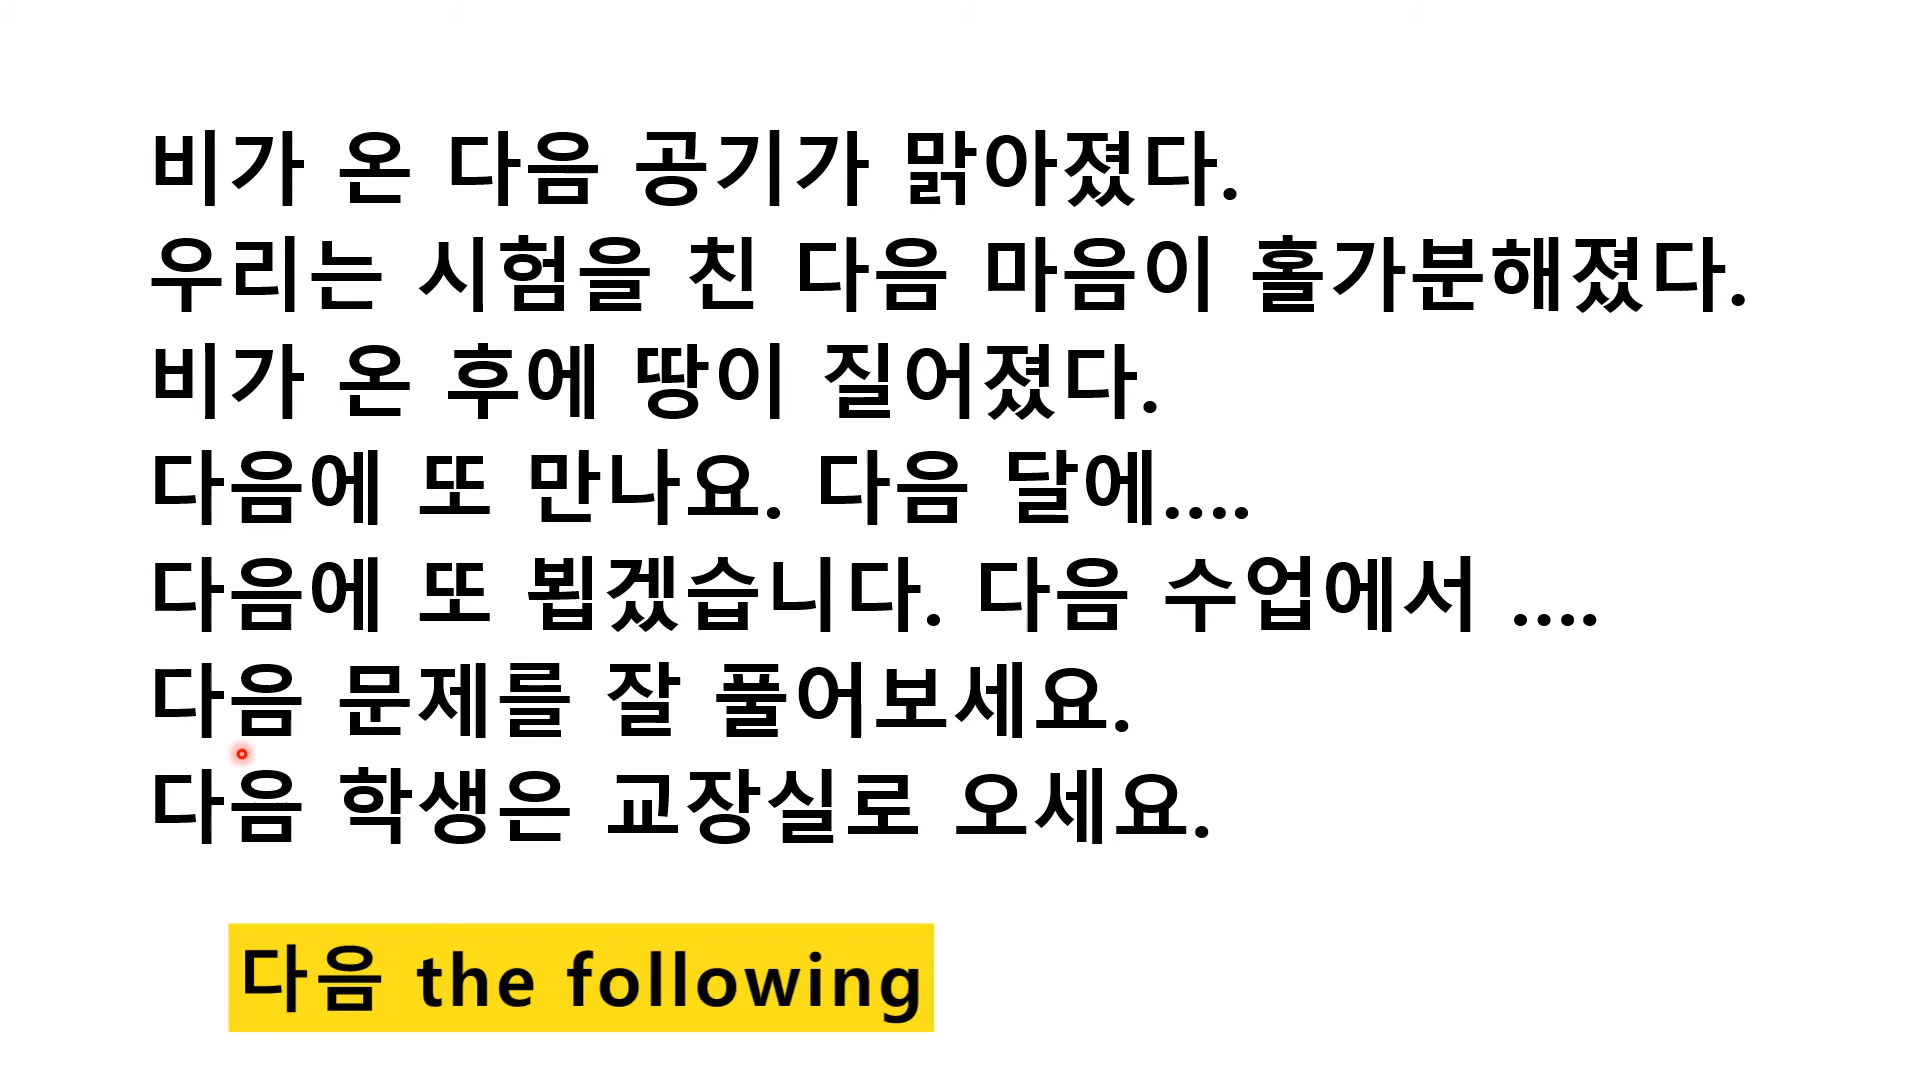 비가 온 다음 공기가 맑아졌다.
우리는 시험을 친 다음 마음이 홀가분해졌다.
비가 온 후에 땅이 질어졌다.
다음에 또 만나요. 다음 달에....
다음에 또 뵙겠습니다. 다음 수업에서 ....
다음 문제를 잘 풀어보세요.
다음 학생은 교장실로 오세요.
다음 the following